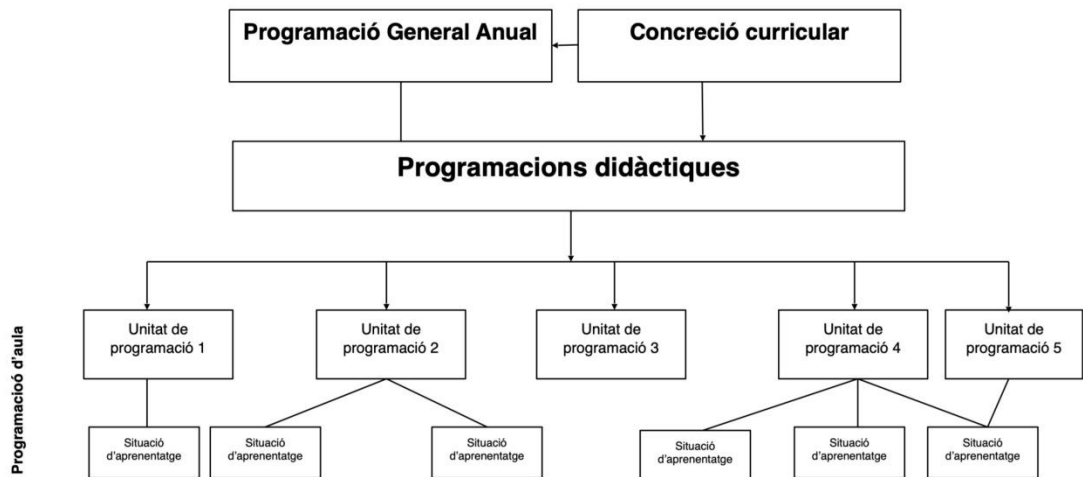 Programació General Anual
Concreció curricular
Programacions didàctiques
Unitat de
programació 1
Unitat de
programació 2
Unitat de
programació 3
Unitat de
programació 4
Unitat de
programació 5
Programacioó d'aula
Situació
d'aprenentatge
Situació
d'aprenentatge
Situació
d'aprenentatge
Situació
d'aprenentatge
Situació
d'aprenentatge
Situació
d'aprenentatge